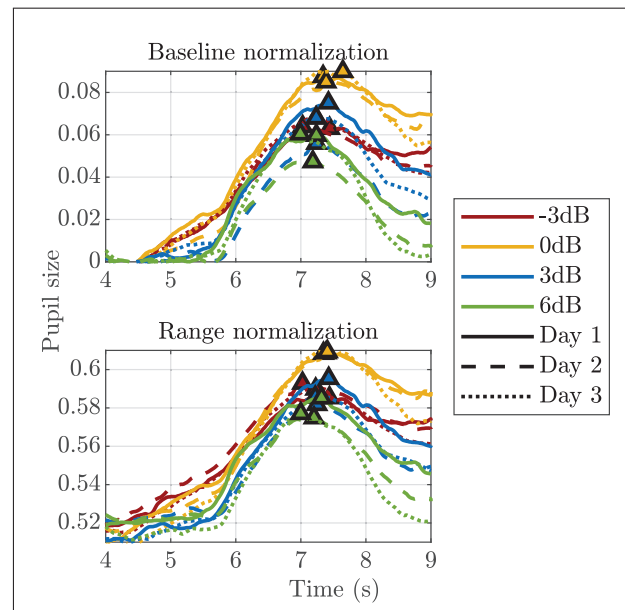 Baseline normalization
0.08
0.06
0.04
0.02
0
4 5 6 7 8 9
Pupil size
Range normalization
0.6
0.58
0.56
0.54
0.52
4 5 6 7 8 9
Time (s)
-3dB
0dB
3dB
6dB
Day 1
Day 2
Day 3